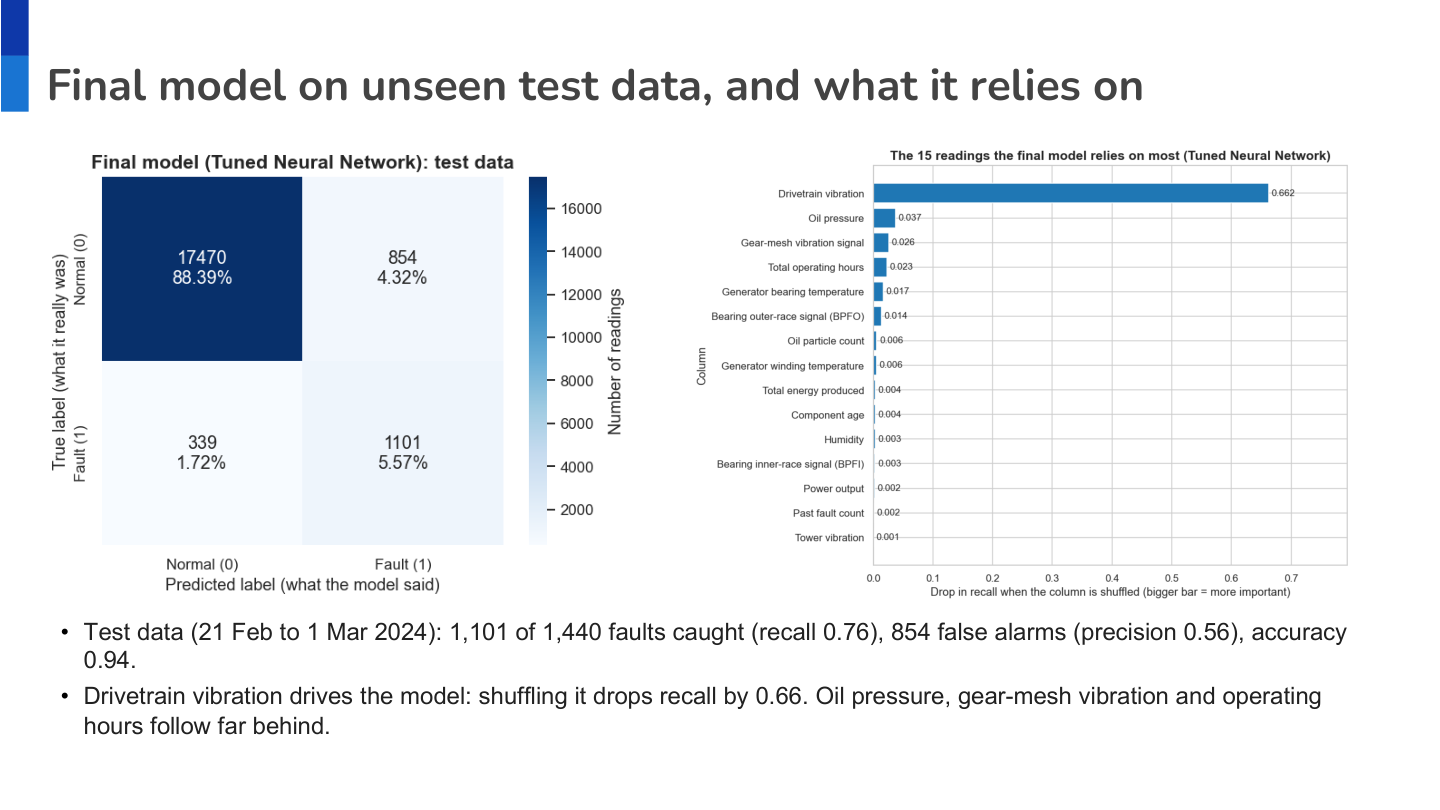 Final model on unseen test data, and what it relies on
Final model (Tuned Neural Network): test data
True label (what it really was)
Normal (0)
Fault (1)
17470
88.39%
854
4.32%
339
1.72%
1101
5.57%
Normal (0)
Fault (1)
Predicted label (what the model said)
16000
14000
12000
10000
8000
6000
4000
2000
Number of readings
The 15 readings the final model relies on most (Tuned Neural Network)
Column
Drivetrain vibration 0.662
Oil pressure 0.037
Gear-mesh vibration signal 0.026
Total operating hours 0.023
Generator bearing temperature 0.017
Bearing outer-race signal (BPFO) 0.014
Oil particle count 0.006
Generator winding temperature 0.006
Total energy produced 0.004
Component age 0.004
Humidity 0.003
Bearing inner-race signal (BPFI) 0.003
Power output 0.002
Past fault count 0.002
Tower vibration 0.001
0.0 0.1 0.2 0.3 0.4 0.5 0.6 0.7
Drop in recall when the column is shuffled (bigger bar = more important)
• Test data (21 Feb to 1 Mar 2024): 1,101 of 1,440 faults caught (recall 0.76), 854 false alarms (precision 0.56), accuracy
0.94.
• Drivetrain vibration drives the model: shuffling it drops recall by 0.66. Oil pressure, gear-mesh vibration and operating
hours follow far behind.